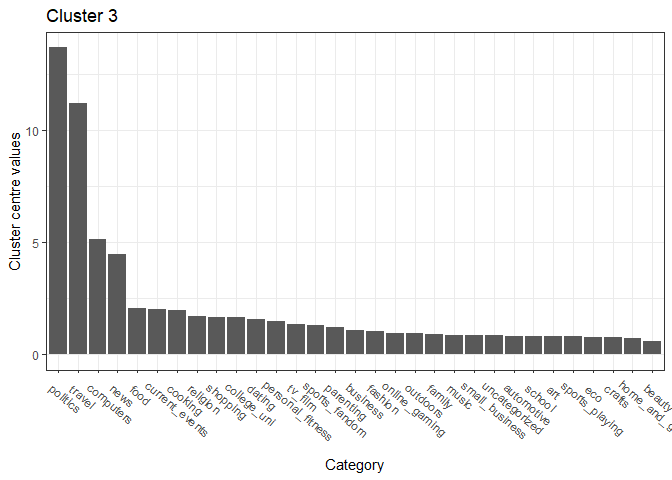 Cluster 3
Cluster centre values
10
5
0
politics
travel
computers
news
food
current_events
cooking
religion
shopping
college_uni
dating
personal_fitness
tv_film
sports_fandom
parenting
business
fashion
online_gaming
outdoors
family
music
small_business
uncategorized
automotive
school
art
sports_playing
eco
crafts
home_and_g
beauty
Category